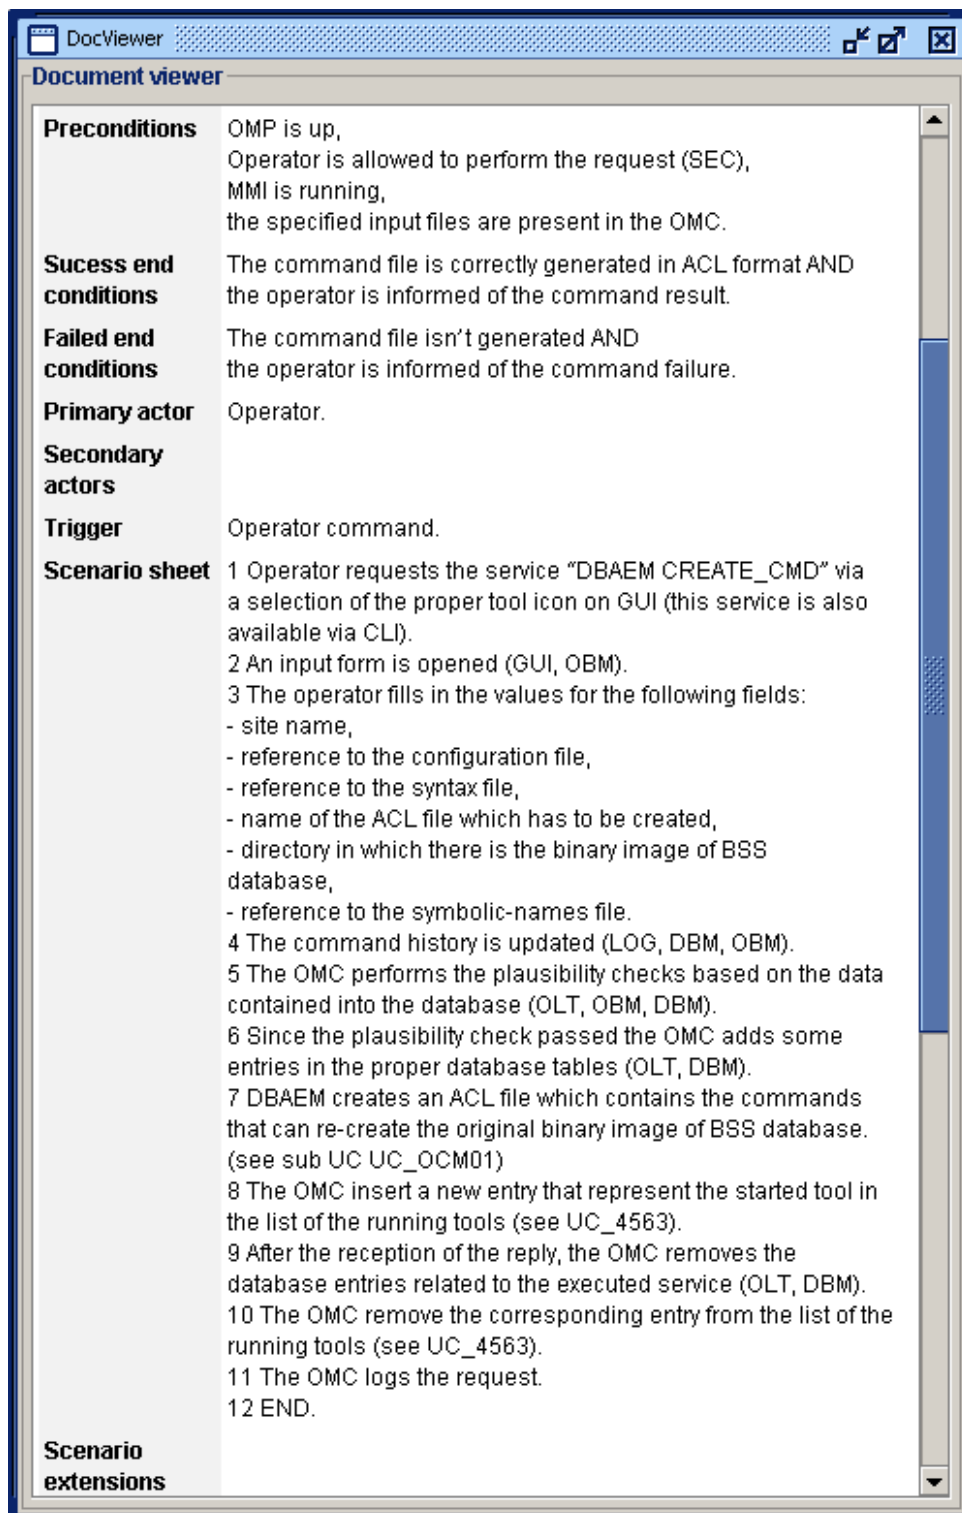 DocViewer
Document viewer
Preconditions OMP is up,
Operator is allowed to perform the request (SEC),
MMI is running,
the specified input files are present in the OMC.
Sucess end The command file is correctly generated in ACL format AND
conditions the operator is informed of the command result.
Failed end The command file isn't generated AND
conditions the operator is informed of the command failure.
Primary actor Operator.
Secondary
actors
Trigger Operator command.
Scenario sheet 1 Operator requests the service "DBAEM CREATE_CMD" via
a selection of the proper tool icon on GUI (this service is also
available via CLI).
2 An input form is opened (GUI, OBM).
3 The operator fills in the values for the following fields:
- site name,
- reference to the configuration file,
- reference to the syntax file,
- name of the ACL file which has to be created,
- directory in which there is the binary image of BSS
database,
- reference to the symbolic-names file.
4 The command history is updated (LOG, DBM, OBM).
5 The OMC performs the plausibility checks based on the data
contained into the database (OLT, OBM, DBM).
6 Since the plausibility check passed the OMC adds some
entries in the proper database tables (OLT, DBM).
7 DBAEM creates an ACL file which contains the commands
that can re-create the original binary image of BSS database.
(see sub UC UC_OCM01)
8 The OMC insert a new entry that represent the started tool in
the list of the running tools (see UC_4563).
9 After the reception of the reply, the OMC removes the
database entries related to the executed service (OLT, DBM).
10 The OMC remove the corresponding entry from the list of the
running tools (see UC_4563).
11 The OMC logs the request.
12 END.
Scenario
extensions